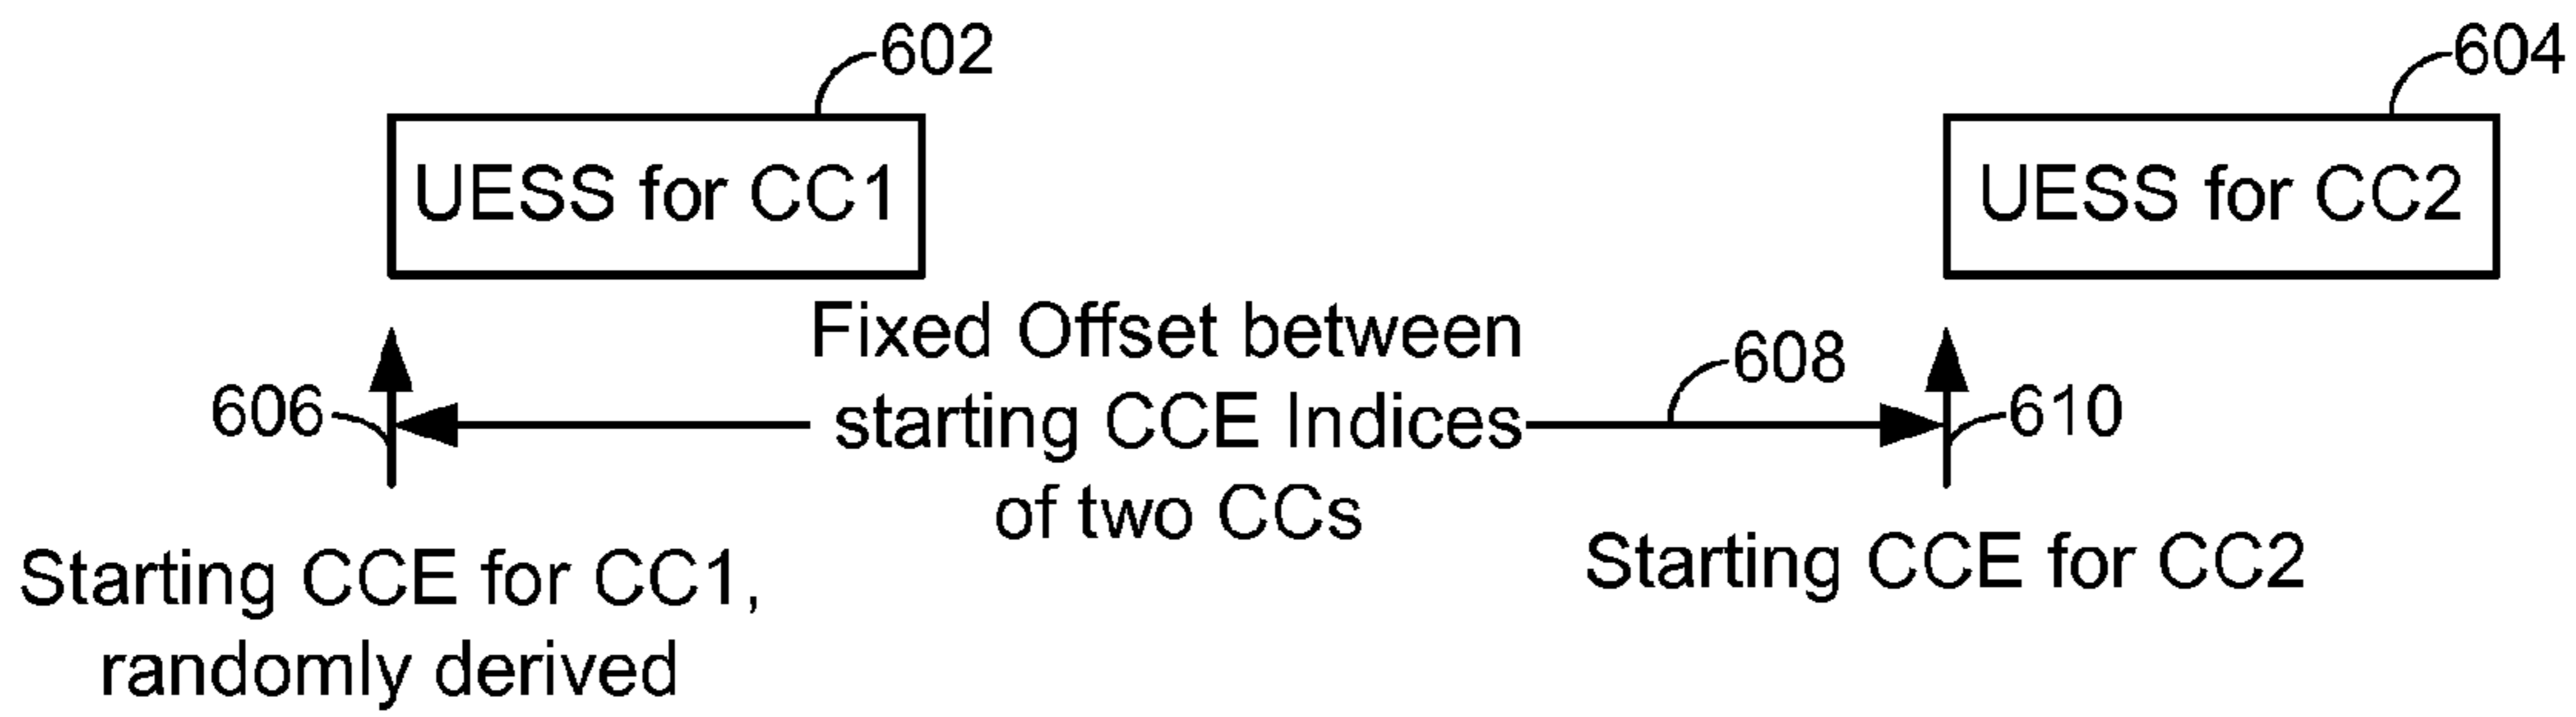 602
604
UESS for CC1
UESS for CC2
Fixed Offset between
starting CCE Indices
of two CCs
608
606
610
Starting CCE for CC1,
randomly derived
Starting CCE for CC2